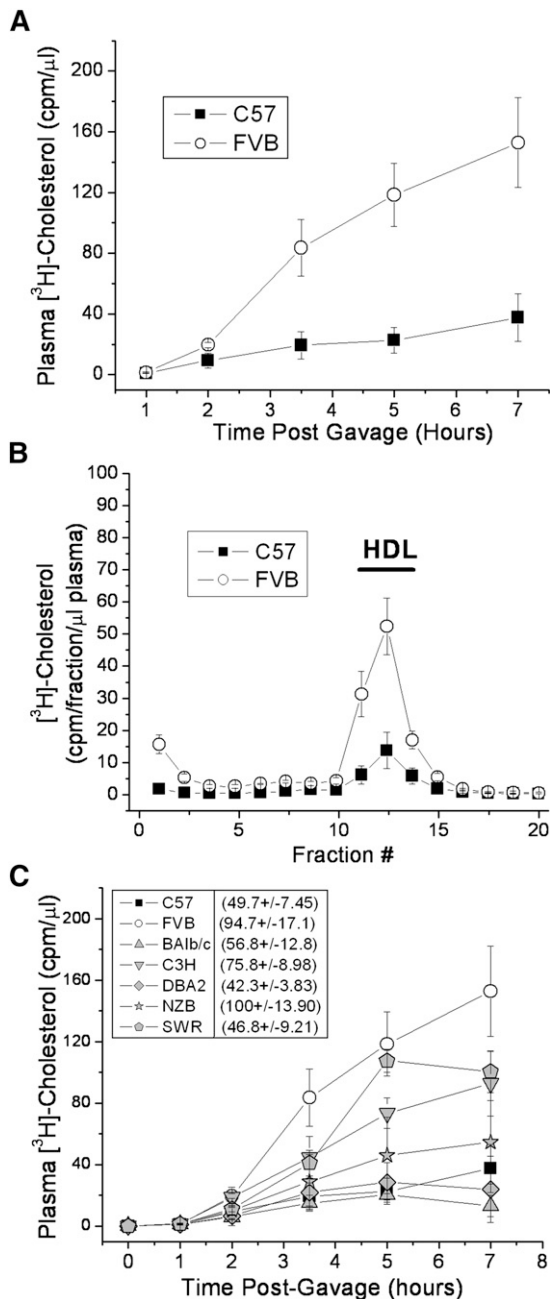 A
Plasma [³H]-Cholesterol (cpm/µl)
200
160
120
80
40
0
C57
FVB
1 2 3 4 5 6 7
Time Post Gavage (Hours)
B
[³H]-Cholesterol
(cpm/fraction/µl plasma)
100
90
80
70
60
50
40
30
20
10
0
C57
FVB
HDL
0 5 10 15 20
Fraction #
C
Plasma [³H]-Cholesterol (cpm/µl)
200
160
120
80
40
0
C57 (49.7+/-7.45)
FVB (94.7+/-17.1)
BAlb/c (56.8+/-12.8)
C3H (75.8+/-8.98)
DBA2 (42.3+/-3.83)
NZB (100+/-13.90)
SWR (46.8+/-9.21)
0 1 2 3 4 5 6 7 8
Time Post-Gavage (hours)